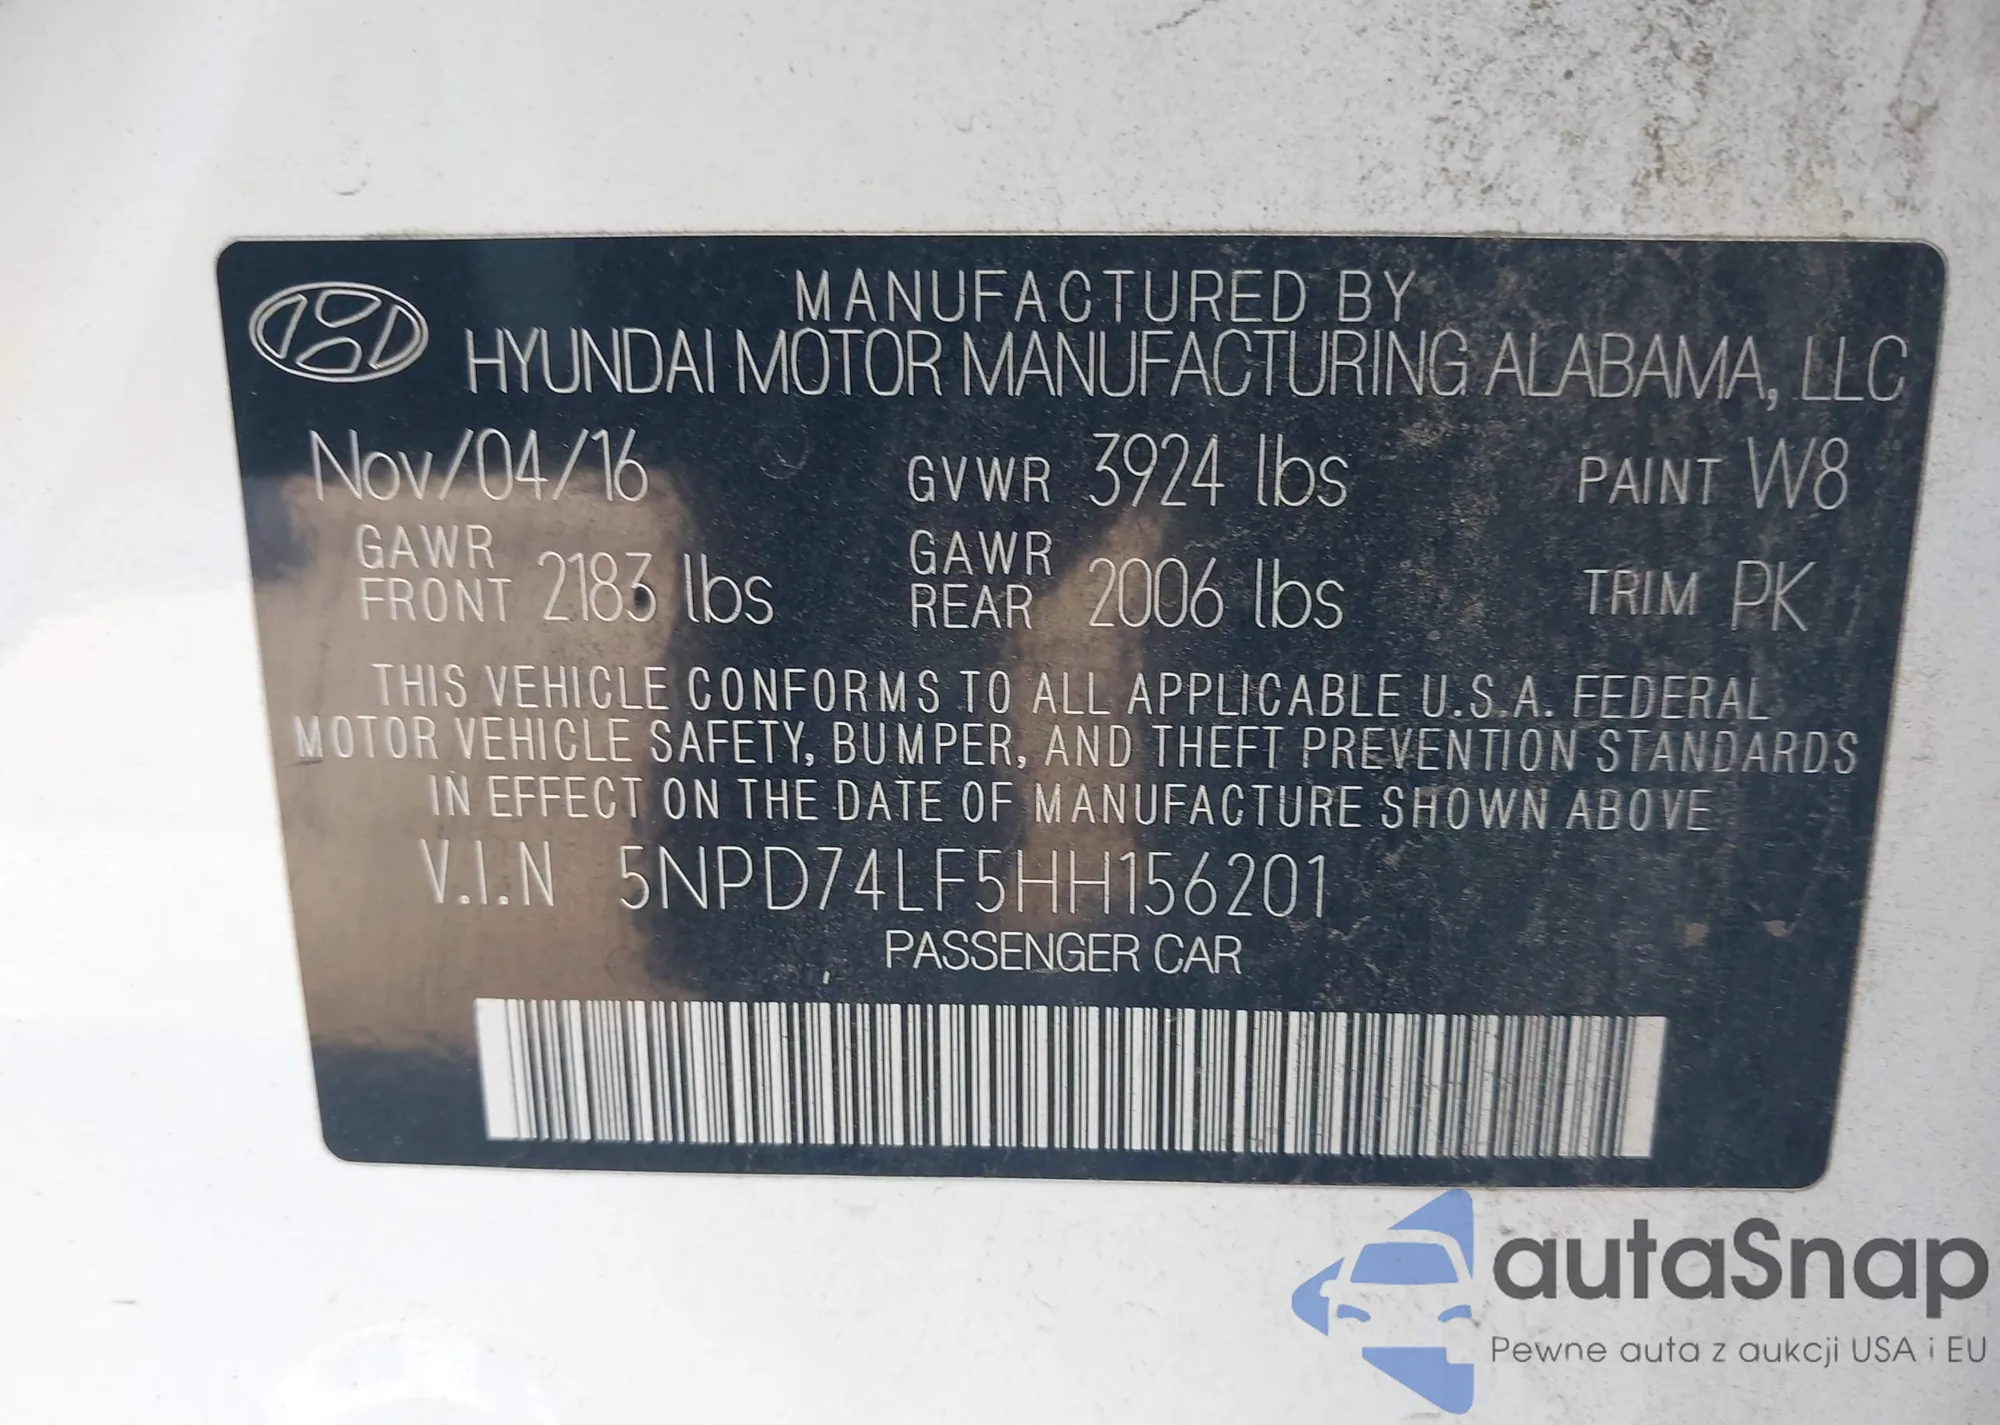 MANUFACTURED BY
HYUNDAI MOTOR MANUFACTURING ALABAMA, LLC
Nov/04/16 GVWR 3924 lbs PAINT W8
GAWR FRONT 2183 lbs GAWR REAR 2006 lbs TRIM PK
THIS VEHICLE CONFORMS TO ALL APPLICABLE U.S.A. FEDERAL
MOTOR VEHICLE SAFETY, BUMPER, AND THEFT PREVENTION STANDARDS
IN EFFECT ON THE DATE OF MANUFACTURE SHOWN ABOVE
V.I.N 5NPD74LF5HH156201
PASSENGER CAR
autaSnap
Pewne auta z aukcji USA i EU